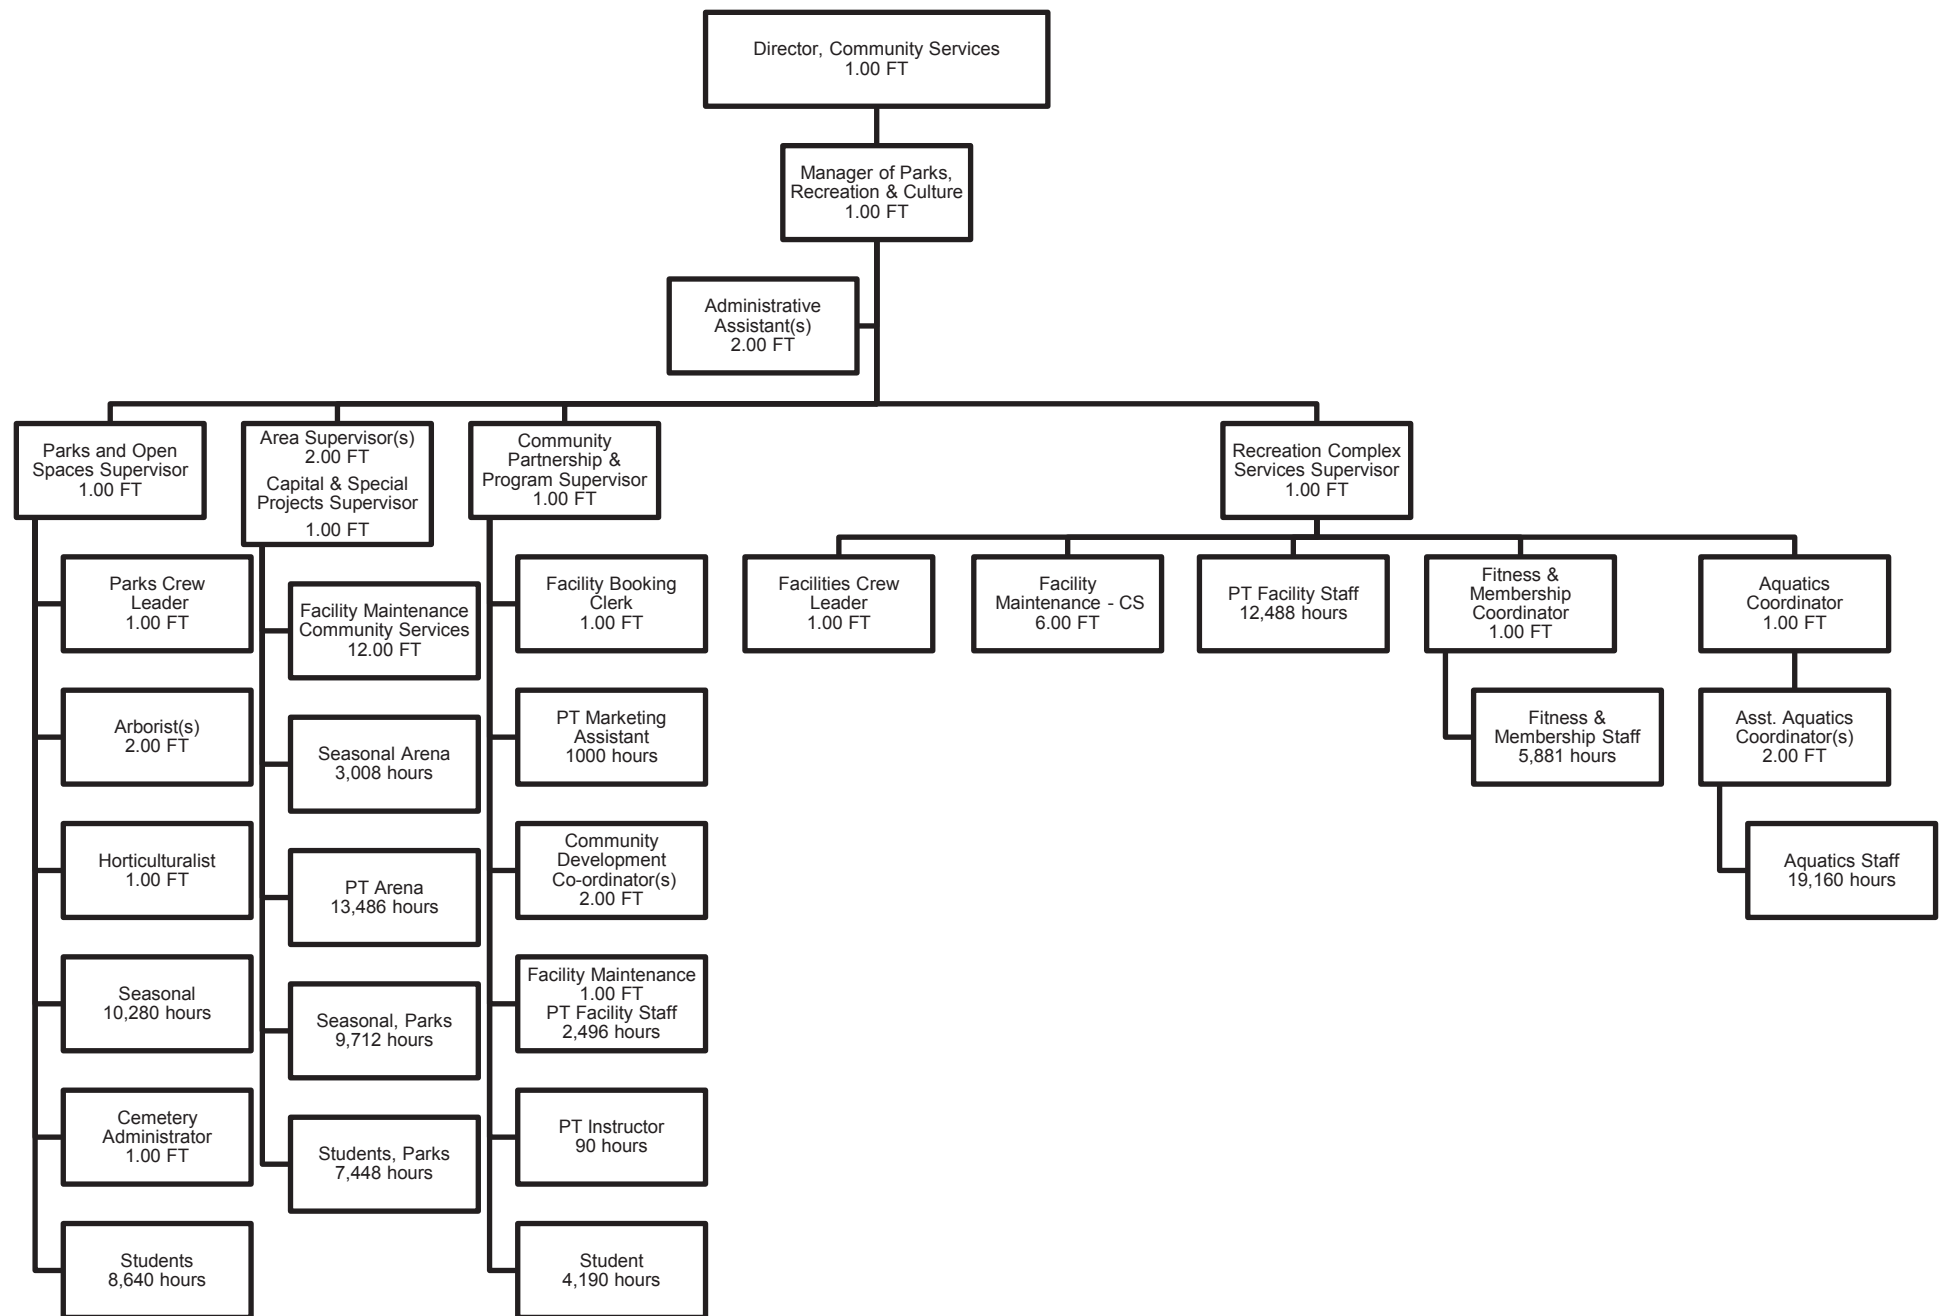 Director, Community Services
1.00 FT
Manager of Parks,
Recreation & Culture
1.00 FT
Administrative
Assistant(s)
2.00 FT
Parks and Open
Spaces Supervisor
1.00 FT
Area Supervisor(s)
2.00 FT
Capital & Special
Projects Supervisor
1.00 FT
Community
Partnership &
Program Supervisor
1.00 FT
Recreation Complex
Services Supervisor
1.00 FT
Parks Crew
Leader
1.00 FT
Arborist(s)
2.00 FT
Horticulturalist
1.00 FT
Seasonal
10,280 hours
Cemetery
Administrator
1.00 FT
Students
8,640 hours
Facility Maintenance
Community Services
12.00 FT
Seasonal Arena
3,008 hours
PT Arena
13,486 hours
Seasonal, Parks
9,712 hours
Students, Parks
7,448 hours
Facility Booking
Clerk
1.00 FT
PT Marketing
Assistant
1000 hours
Community
Development
Co-ordinator(s)
2.00 FT
Facility Maintenance
1.00 FT
PT Facility Staff
2,496 hours
PT Instructor
90 hours
Student
4,190 hours
Facilities Crew
Leader
1.00 FT
Facility
Maintenance - CS
6.00 FT
PT Facility Staff
12,488 hours
Fitness &
Membership
Coordinator
1.00 FT
Fitness &
Membership Staff
5,881 hours
Aquatics
Coordinator
1.00 FT
Asst. Aquatics
Coordinator(s)
2.00 FT
Aquatics Staff
19,160 hours